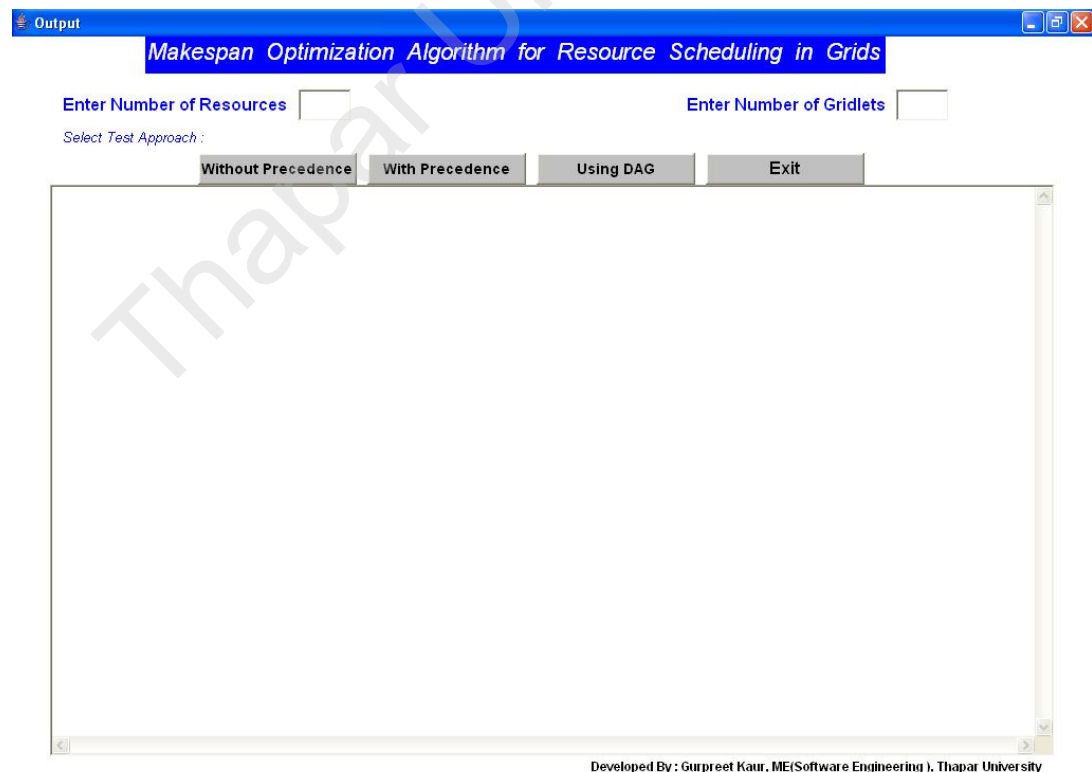 Output
Makespan Optimization Algorithm for Resource Scheduling in Grids
Enter Number of Resources Enter Number of Gridlets
Select Test Approach :
Without Precedence With Precedence Using DAG Exit
Thapar U
Developed By : Gurpreet Kaur, ME(Software Engineering ), Thapar University